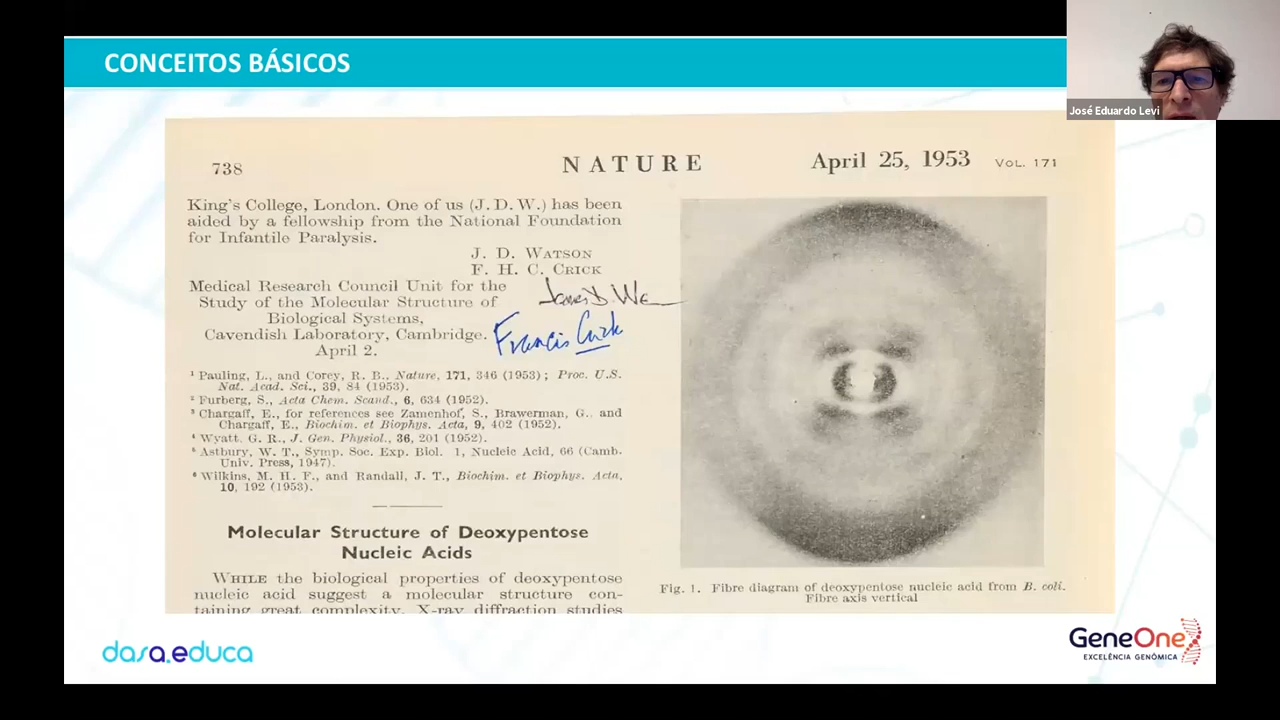 CONCEITOS BÁSICOS
José Eduardo Levi
738
NATURE
April 25, 1953 VOL. 171
King's College, London. One of us (J. D. W.) has been
aided by a fellowship from the National Foundation
for Infantile Paralysis.
J. D. WATSON
F. H. C. CRICK
Medical Research Council Unit for the
Study of the Molecular Structure of
Biological Systems,
Cavendish Laboratory, Cambridge.
April 2.
James D. Wa
Francis Crick
¹ Pauling, L., and Corey, R. B., Nature, 171, 346 (1953); Proc. U.S.
Nat. Acad. Sci., 39, 84 (1953).
² Furberg, S., Acta Chem. Scand., 6, 634 (1952).
³ Chargaff, E., for references see Zamenhof, S., Brawerman, G., and
Chargaff, E., Biochim. et Biophys. Acta, 9, 402 (1952).
⁴ Wyatt, G. R., J. Gen. Physiol., 36, 201 (1952).
⁵ Astbury, W. T., Symp. Soc. Exp. Biol. 1, Nucleic Acid, 66 (Camb.
Univ. Press, 1947).
⁶ Wilkins, M. H. F., and Randall, J. T., Biochim. et Biophys. Acta,
10, 192 (1953).
Molecular Structure of Deoxypentose
Nucleic Acids
WHILE the biological properties of deoxypentose
nucleic acid suggest a molecular structure con-
taining great complexity, X-ray diffraction studies
Fig. 1. Fibre diagram of deoxypentose nucleic acid from B. coli.
Fibre axis vertical
dasa.educa
GeneOne
EXCELÊNCIA GENÔMICA